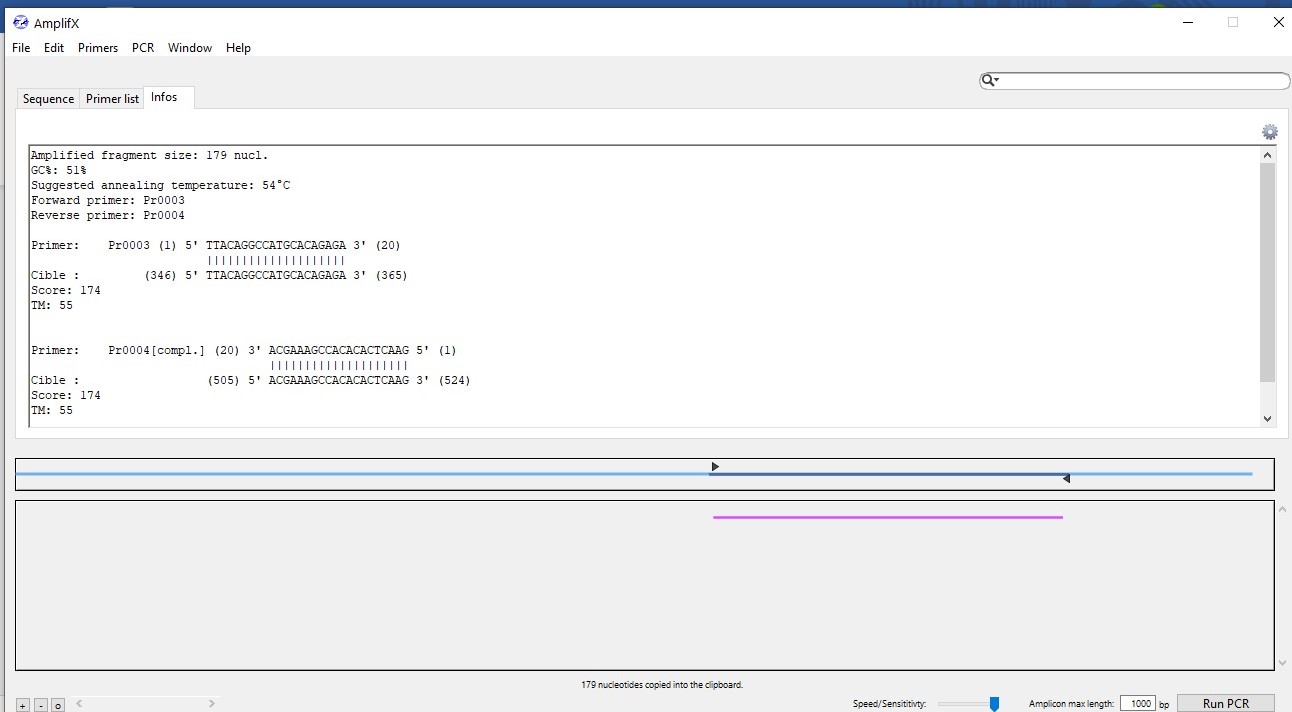 AmplifX
File Edit Primers PCR Window Help
Sequence Primer list Infos
Amplified fragment size: 179 nucl.
GC%: 51%
Suggested annealing temperature: 54°C
Forward primer: Pr0003
Reverse primer: Pr0004
Primer: Pr0003 (1) 5' TTACAGGCCATGCACAGAGA 3' (20)
||||||||||||||||||||
Cible : (346) 5' TTACAGGCCATGCACAGAGA 3' (365)
Score: 174
TM: 55
Primer: Pr0004[compl.] (20) 3' ACGAAAGCCACACACTCAAG 5' (1)
||||||||||||||||||||
Cible : (505) 5' ACGAAAGCCACACACTCAAG 3' (524)
Score: 174
TM: 55
179 nucleotides copied into the clipboard.
+ - o Speed/Sensitivity: Amplicon max length: 1000 bp Run PCR